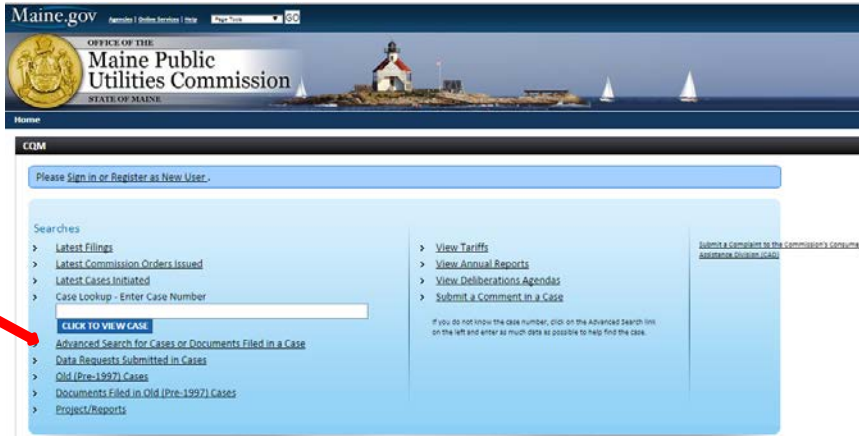 Maine.gov Agencies | Online Services | Help Page Tools GO
OFFICE OF THE
Maine Public
Utilities Commission
STATE OF MAINE
Home
CQM
Please Sign in or Register as New User .
Searches
> Latest Filings
> Latest Commission Orders Issued
> Latest Cases Initiated
> Case Lookup - Enter Case Number
CLICK TO VIEW CASE
> Advanced Search for Cases or Documents Filed in a Case
> Data Requests Submitted in Cases
> Old (Pre-1997) Cases
> Documents Filed in Old (Pre-1997) Cases
> Project/Reports
> View Tariffs
> View Annual Reports
> View Deliberations Agendas
> Submit a Comment in a Case
If you do not know the case number, click on the Advanced Search link
on the left and enter as much data as possible to help find the case.
Submit a Complaint to the Commission's Consume
Assistance Division (CAD)